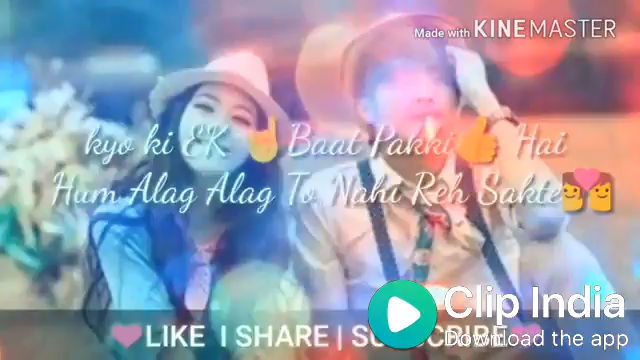 Made with KINEMASTER
kyo ki EK Baat Pakki Hai
Hum Alag Alag To Nahi Reh Sakte
Clip India
LIKE I SHARE | SUBSCRIBE
Download the app